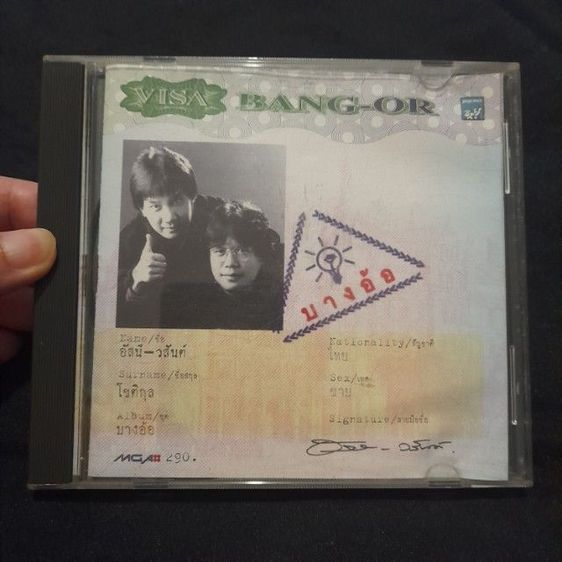 VISA BANG-OR
บางอ้อ
Name/ชื่อ
อัสนี-วสันต์
Surname/ชื่อสกุล
โชติกุล
Album/ชุด
บางอ้อ
Nationality/สัญชาติ
ไทย
Sex/เพศ
ชาย
Signature/ลายมือชื่อ
MGA 290.